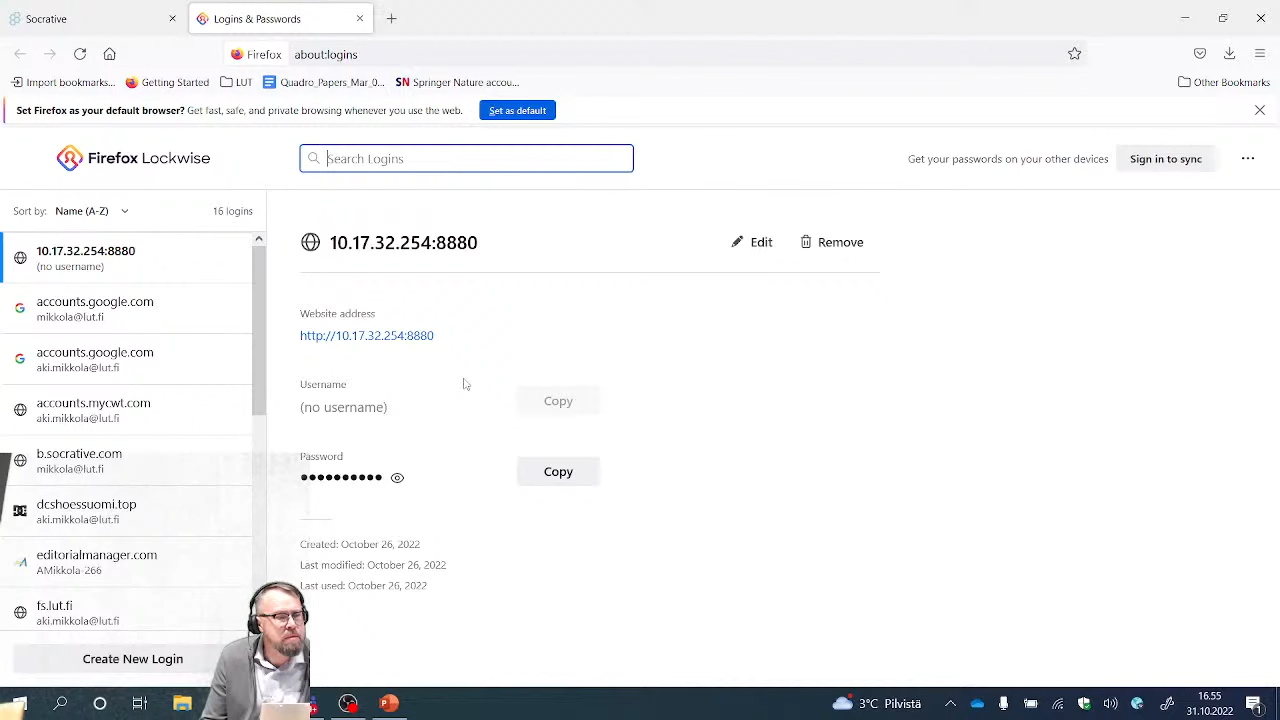 Socrative
Logins & Passwords
Firefox
about:logins
Import bookmarks...
Getting Started
LUT
Quadro_Papers_Mar_0...
SN
Springer Nature accou...
Other Bookmarks
Set Firefox as your default browser? Get fast, safe, and private browsing whenever you use the web.
Set as default
Firefox Lockwise
Search Logins
Get your passwords on your other devices
Sign in to sync
Sort by:
Name (A-Z)
16 logins
10.17.32.254:8880
(no username)
accounts.google.com
mikkola@lut.fi
accounts.google.com
aki.mikkola@lut.fi
accounts.mycwt.com
aki.mikkola@lut.fi
b.socrative.com
mikkola@lut.fi
dcshoessuomi.top
aki.mikkola@lut.fi
editorialmanager.com
AMikkola-266
fs.lut.fi
aki.mikkola@lut.fi
Create New Login
10.17.32.254:8880
Edit
Remove
Website address
http://10.17.32.254:8880
Username
(no username)
Copy
Password
Copy
Created: October 26, 2022
Last modified: October 26, 2022
Last used: October 26, 2022
3°C Pilvistä
16.55
31.10.2022